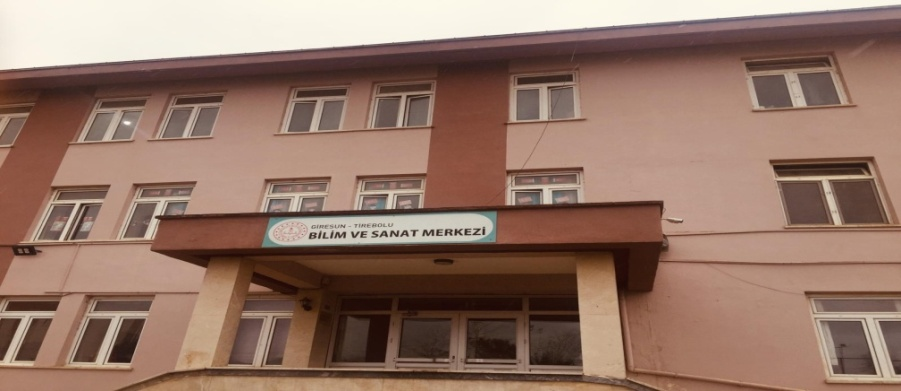 GİRESUN - TİREBOLU
BİLİM VE SANAT MERKEZİ